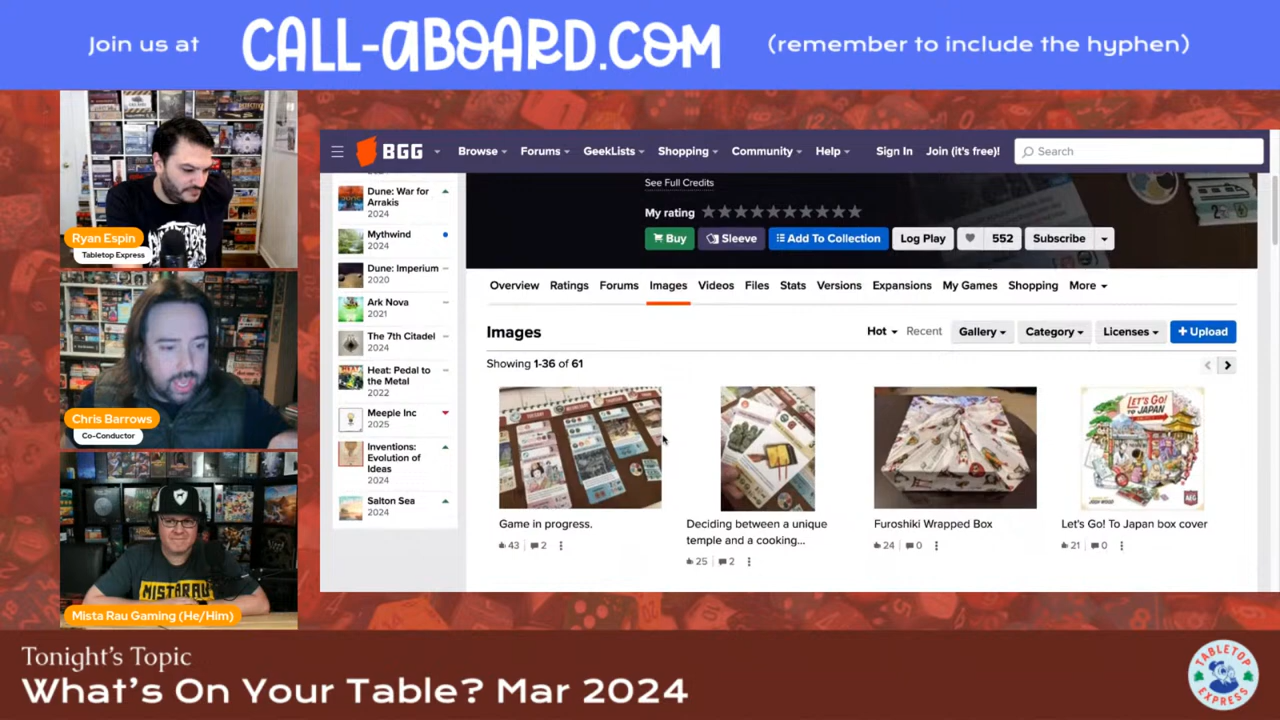 Join us at CALL-aBOARD.COM (remember to include the hyphen)
Ryan Espin
Tabletop Express
Chris Barrows
Co-Conductor
MISTARAU
Mista Rau Gaming (He/Him)
BGG Browse Forums GeekLists Shopping Community Help Sign In Join (it's free)! Search
Dune: War for
Arrakis
2024
Mythwind
2024
Dune: Imperium
2020
Ark Nova
2021
The 7th Citadel
2024
Heat: Pedal to
the Metal
2022
Meeple Inc
2025
Inventions:
Evolution of
Ideas
2024
Salton Sea
2024
See Full Credits
My rating
Buy Sleeve Add To Collection Log Play 552 Subscribe
Overview Ratings Forums Images Videos Files Stats Versions Expansions My Games Shopping More
Images Hot Recent Gallery Category Licenses + Upload
Showing 1-36 of 61
LET'S GO!
TO JAPAN
AEG
Game in progress.
43 2
Deciding between a unique
temple and a cooking...
25 2
Furoshiki Wrapped Box
24 0
Let's Go! To Japan box cover
21 0
Tonight's Topic
What's On Your Table? Mar 2024
TABLETOP
EXPRESS